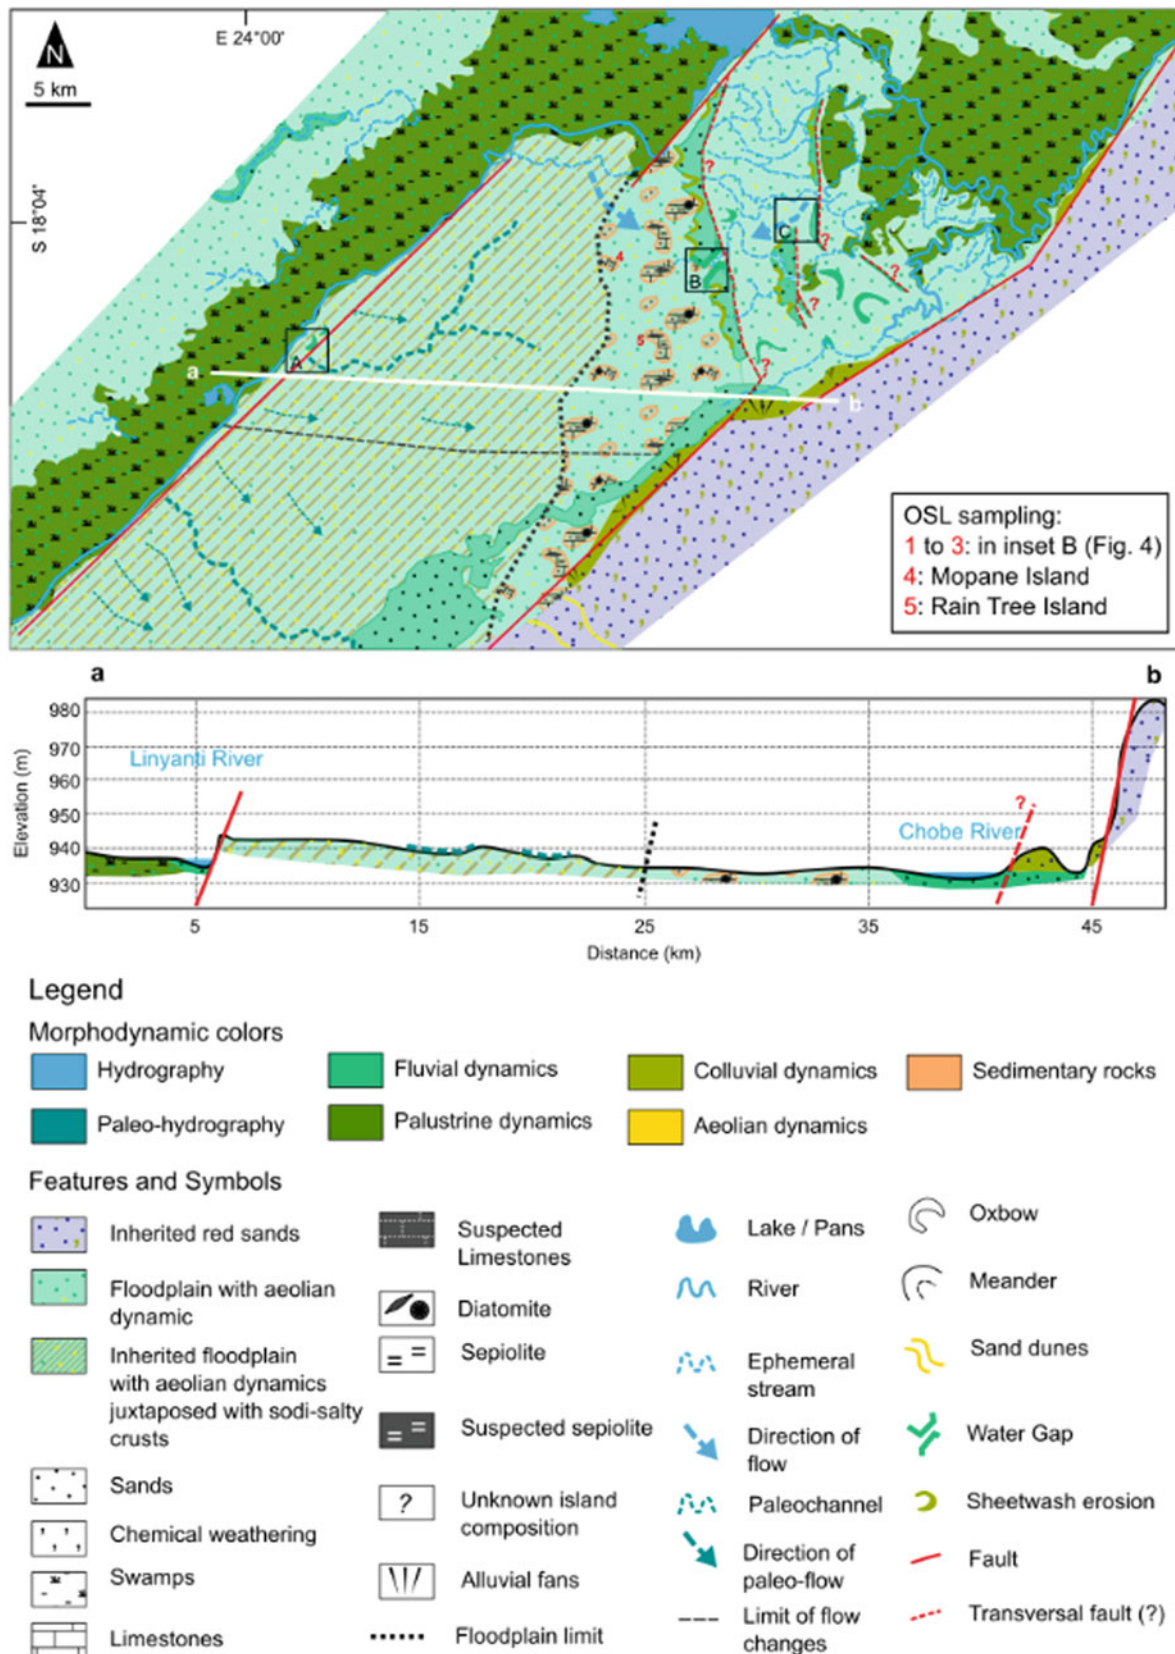 E 24°00'
N
5 km
S 18°04'
?
C
?
4
B
?
?
5
A
?
a
b
OSL sampling:
1 to 3: in inset B (Fig. 4)
4: Mopane Island
5: Rain Tree Island
a
b
980
970
960
950
940
930
Elevation (m)
Linyanti River
?
Chobe River
5
15
25
35
45
Distance (km)
Legend
Morphodynamic colors
Hydrography
Fluvial dynamics
Colluvial dynamics
Sedimentary rocks
Paleo-hydrography
Palustrine dynamics
Aeolian dynamics
Features and Symbols
Inherited red sands
Floodplain with aeolian
dynamic
Inherited floodplain
with aeolian dynamics
juxtaposed with sodi-salty
crusts
Sands
Chemical weathering
Swamps
Limestones
Suspected
Limestones
Diatomite
Sepiolite
Suspected sepiolite
?
Unknown island
composition
Alluvial fans
Floodplain limit
Lake / Pans
River
Ephemeral
stream
Direction of
flow
Paleochannel
Direction of
paleo-flow
Limit of flow
changes
Oxbow
Meander
Sand dunes
Water Gap
Sheetwash erosion
Fault
Transversal fault (?)